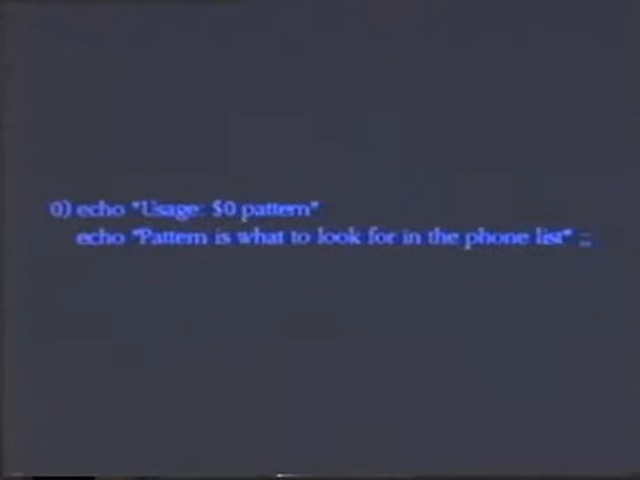 0) echo "Usage: $0 pattern"
echo "Pattern is what to look for in the phone list" ;;